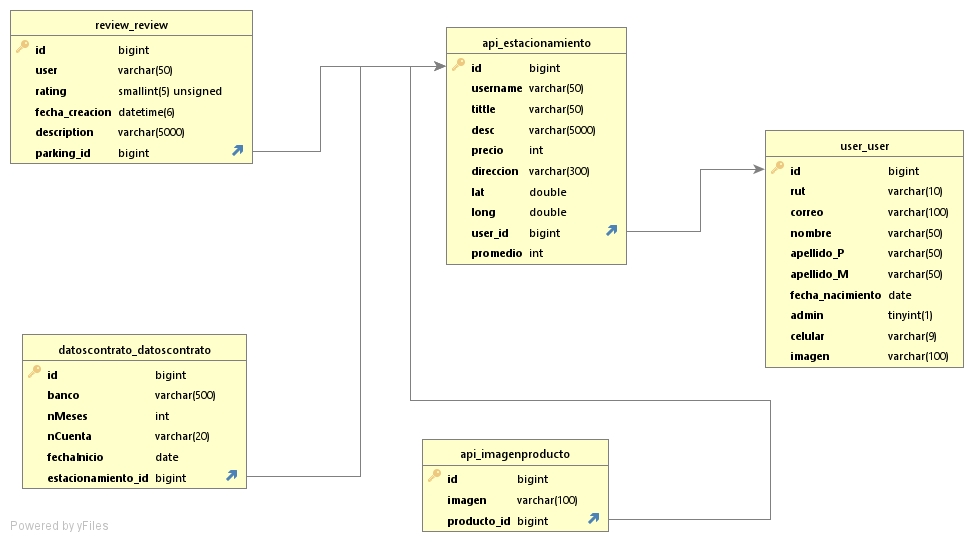 review_review
id bigint
user varchar(50)
rating smallint(5) unsigned
fecha_creacion datetime(6)
description varchar(5000)
parking_id bigint
api_estacionamiento
id bigint
username varchar(50)
tittle varchar(50)
desc varchar(5000)
precio int
direccion varchar(300)
lat double
long double
user_id bigint
promedio int
user_user
id bigint
rut varchar(10)
correo varchar(100)
nombre varchar(50)
apellido_P varchar(50)
apellido_M varchar(50)
fecha_nacimiento date
admin tinyint(1)
celular varchar(9)
imagen varchar(100)
datoscontrato_datoscontrato
id bigint
banco varchar(500)
nMeses int
nCuenta varchar(20)
fechaInicio date
estacionamiento_id bigint
api_imagenproducto
id bigint
imagen varchar(100)
producto_id bigint
Powered by yFiles